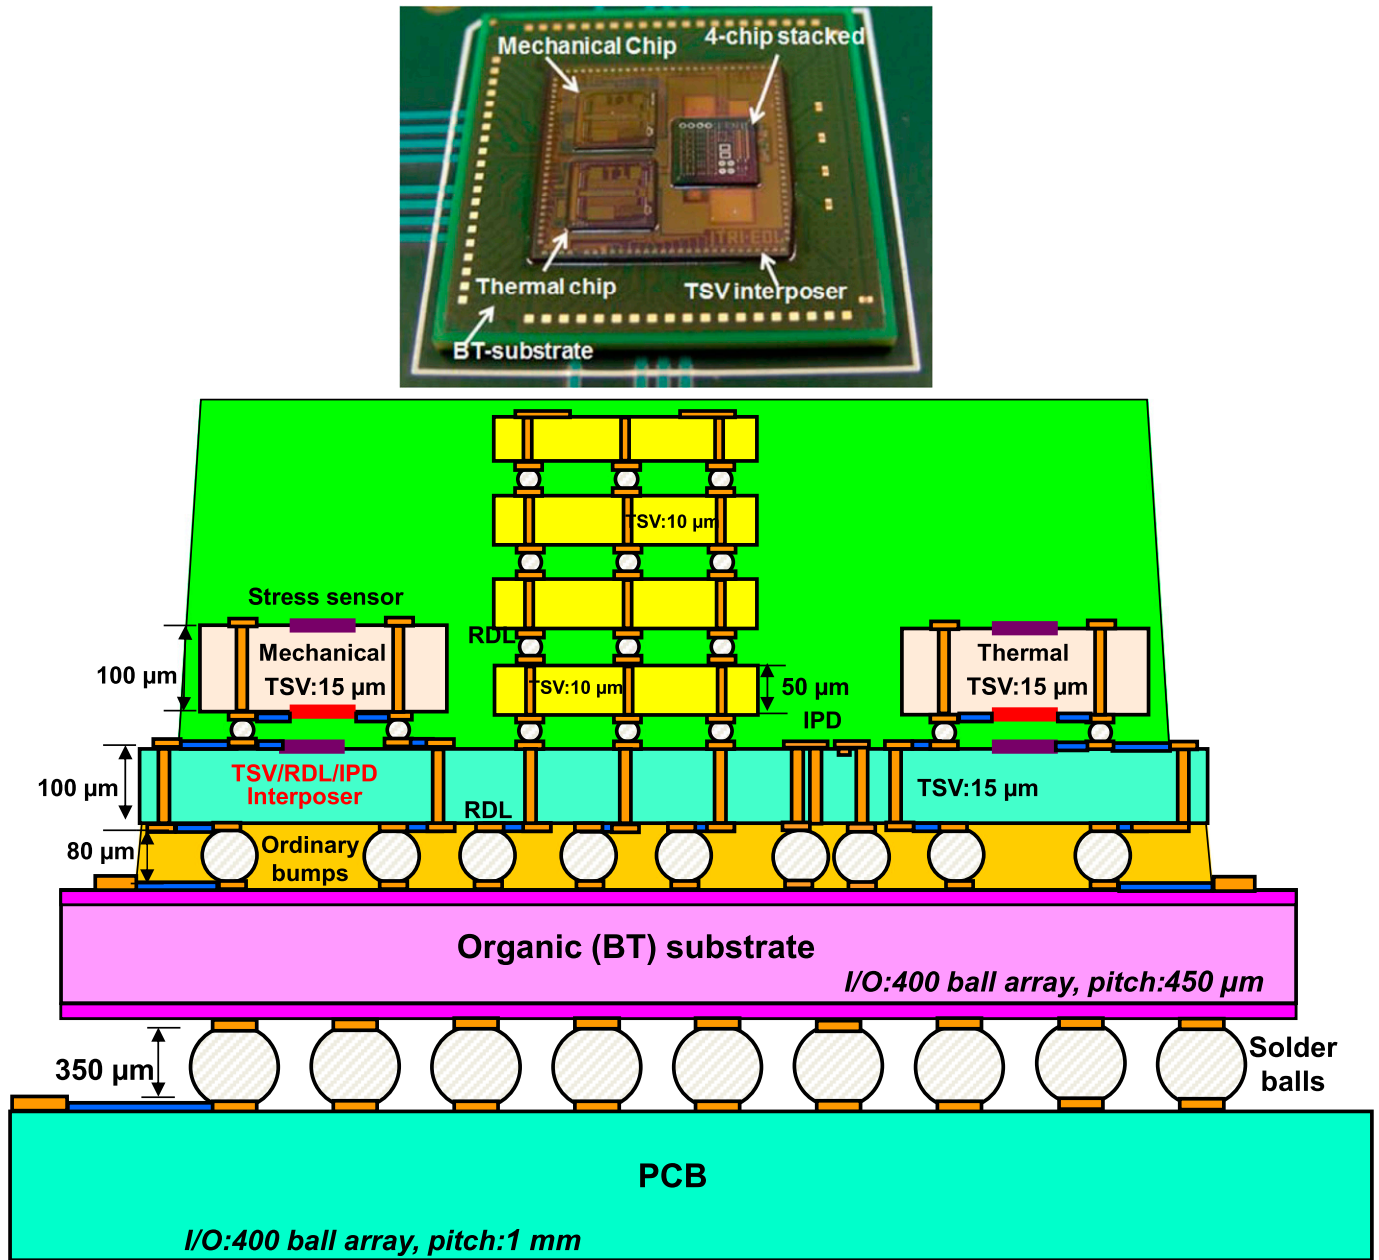 Mechanical Chip
4-chip stacked
ITRI-EOL
Thermal chip
TSV interposer
BT-substrate
TSV:10 µm
Stress sensor
RDL
Mechanical
TSV:15 µm
100 µm
TSV:10 µm
50 µm
IPD
Thermal
TSV:15 µm
100 µm
TSV/RDL/IPD
Interposer
RDL
TSV:15 µm
80 µm
Ordinary
bumps
Organic (BT) substrate
I/O:400 ball array, pitch:450 µm
350 µm
Solder
balls
PCB
I/O:400 ball array, pitch:1 mm